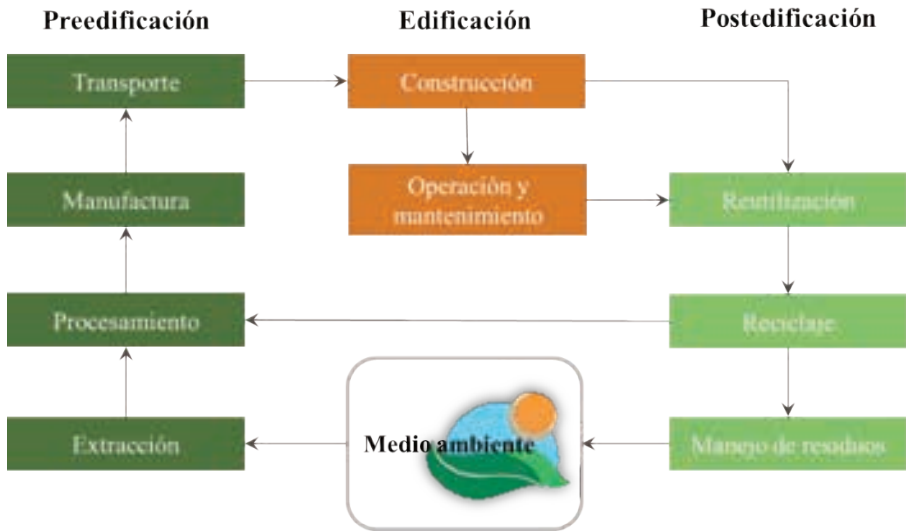 Preedificación
Edificación
Postedificación
Transporte
Construcción
Manufactura
Operación y
mantenimiento
Reutilización
Procesamiento
Reciclaje
Extracción
Medio ambiente
Manejo de residuos